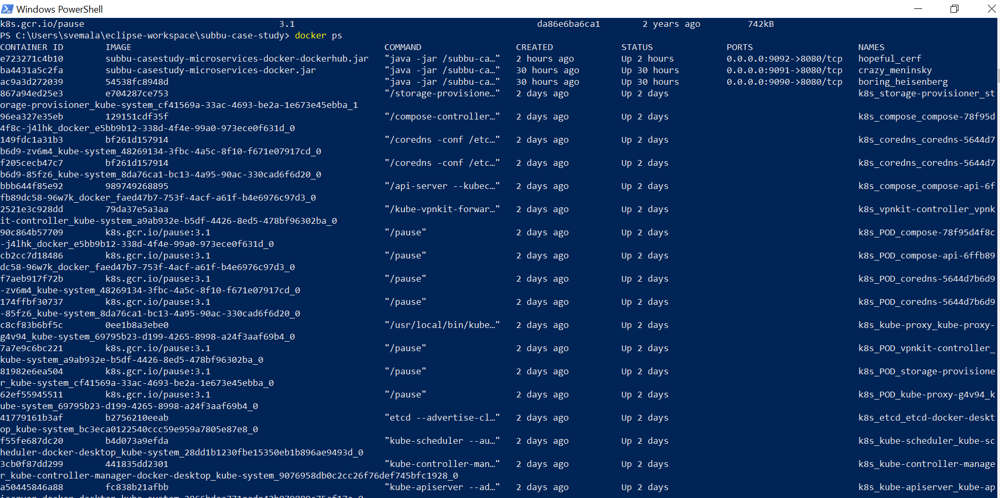 Windows PowerShell
k8s.gcr.io/pause 3.1 da86e6ba6ca1 2 years ago 742kB
PS C:\Users\svemala\eclipse-workspace\subbu-case-study> docker ps
CONTAINER ID IMAGE COMMAND CREATED STATUS PORTS NAMES
e723271c4b10 subbu-casestudy-microservices-docker-dockerhub.jar "java -jar /subbu-ca…" 2 hours ago Up 2 hours 0.0.0.0:9092->8080/tcp hopeful_cerf
ba4431a5c2fa subbu-casestudy-microservices-docker.jar "java -jar /subbu-ca…" 30 hours ago Up 30 hours 0.0.0.0:9091->8080/tcp crazy_meninsky
ac9a3d272039 54538fc8948d "java -jar /subbu-ca…" 30 hours ago Up 30 hours 0.0.0.0:9090->8080/tcp boring_heisenberg
867a94ed25e3 e704287ce753 "/storage-provisione…" 2 days ago Up 2 days k8s_storage-provisioner_st
orage-provisioner_kube-system_cf41569a-33ac-4693-be2a-1e673e45ebba_1
96ea327e35eb 129151cdf35f "/compose-controller…" 2 days ago Up 2 days k8s_compose_compose-78f95d
4f8c-j4lhk_docker_e5bb9b12-338d-4f4e-99a0-973ece0f631d_0
149fdc1a31b3 bf261d157914 "/coredns -conf /etc…" 2 days ago Up 2 days k8s_coredns_coredns-5644d7
b6d9-zv6m4_kube-system_48269134-3fbc-4a5c-8f10-f671e07917cd_0
f205cecb47c7 bf261d157914 "/coredns -conf /etc…" 2 days ago Up 2 days k8s_coredns_coredns-5644d7
b6d9-85fz6_kube-system_8da76ca1-bc13-4a95-90ac-330cad6f6d20_0
bbb644f85e92 989749268895 "/api-server --kubec…" 2 days ago Up 2 days k8s_compose_compose-api-6f
fb89dc58-96w7k_docker_faed47b7-753f-4acf-a61f-b4e6976c97d3_0
2521e3c928dd 79da37e5a3aa "/kube-vpnkit-forwar…" 2 days ago Up 2 days k8s_vpnkit-controller_vpnk
it-controller_kube-system_a9ab932e-b5df-4426-8ed5-478bf96302ba_0
90c864b57709 k8s.gcr.io/pause:3.1 "/pause" 2 days ago Up 2 days k8s_POD_compose-78f95d4f8c
-j4lhk_docker_e5bb9b12-338d-4f4e-99a0-973ece0f631d_0
cb2cc7d18486 k8s.gcr.io/pause:3.1 "/pause" 2 days ago Up 2 days k8s_POD_compose-api-6ffb89
dc58-96w7k_docker_faed47b7-753f-4acf-a61f-b4e6976c97d3_0
f7aeb917f72b k8s.gcr.io/pause:3.1 "/pause" 2 days ago Up 2 days k8s_POD_coredns-5644d7b6d9
-zv6m4_kube-system_48269134-3fbc-4a5c-8f10-f671e07917cd_0
174ffbf30737 k8s.gcr.io/pause:3.1 "/pause" 2 days ago Up 2 days k8s_POD_coredns-5644d7b6d9
-85fz6_kube-system_8da76ca1-bc13-4a95-90ac-330cad6f6d20_0
c8cf83b6bf5c 0ee1b8a3ebe0 "/usr/local/bin/kube…" 2 days ago Up 2 days k8s_kube-proxy_kube-proxy-
g4v94_kube-system_69795b23-d199-4265-8998-a24f3aaf69b4_0
7a7e9c6bc221 k8s.gcr.io/pause:3.1 "/pause" 2 days ago Up 2 days k8s_POD_vpnkit-controller_
kube-system_a9ab932e-b5df-4426-8ed5-478bf96302ba_0
81982e6ea504 k8s.gcr.io/pause:3.1 "/pause" 2 days ago Up 2 days k8s_POD_storage-provisione
r_kube-system_cf41569a-33ac-4693-be2a-1e673e45ebba_0
62ef55945511 k8s.gcr.io/pause:3.1 "/pause" 2 days ago Up 2 days k8s_POD_kube-proxy-g4v94_k
ube-system_69795b23-d199-4265-8998-a24f3aaf69b4_0
41779161b3af b2756210eeab "etcd --advertise-cl…" 2 days ago Up 2 days k8s_etcd_etcd-docker-deskt
op_kube-system_bc3eca0122540ccc59e959a7805e87e8_0
f55fe687dc20 b4d073a9efda "kube-scheduler --au…" 2 days ago Up 2 days k8s_kube-scheduler_kube-sc
heduler-docker-desktop_kube-system_28dd1b1230fbe15350eb1b896ae9493d_0
3cb0f87dd299 441835dd2301 "kube-controller-man…" 2 days ago Up 2 days k8s_kube-controller-manage
r_kube-controller-manager-docker-desktop_kube-system_9076958db0c2cc26f76def745bfc1928_0
a50445846a88 fc838b21afbb "kube-apiserver --ad…" 2 days ago Up 2 days k8s_kube-apiserver_kube-ap